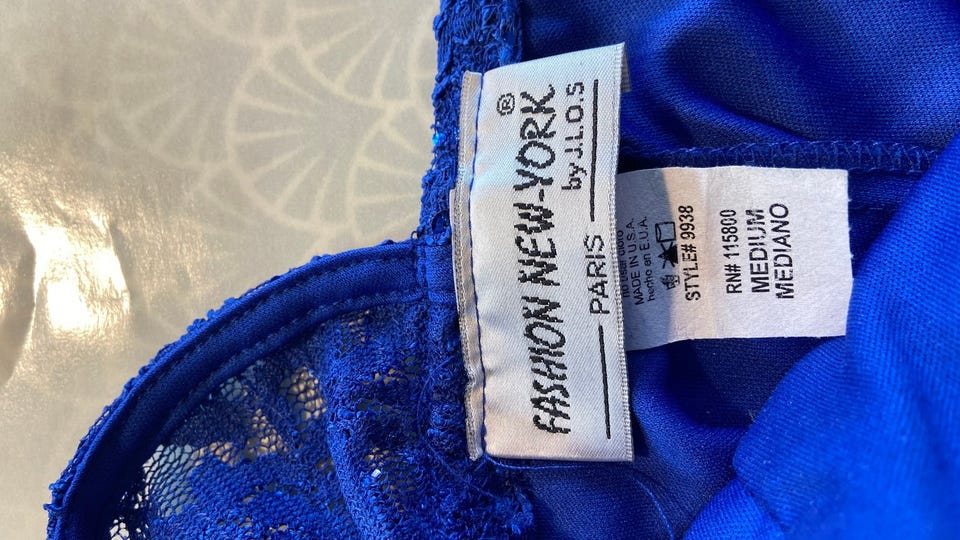 FASHION NEW-YORK®
by J.L.O.S
PARIS
MADE IN U.S.A.
hecho en E.U.A.
STYLE# 9938
RN# 115800
MEDIUM
MEDIANO